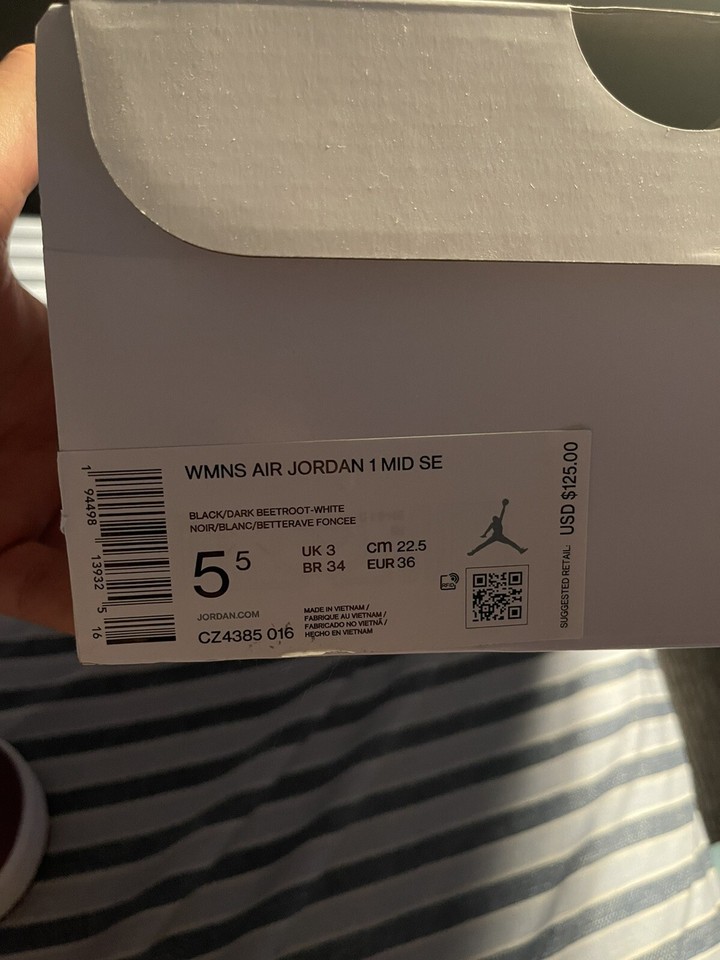 WMNS AIR JORDAN 1 MID SE
BLACK/DARK BEETROOT-WHITE
NOIR/BLANC/BETTERAVE FONCEE
5 5
UK 3
BR 34
cm 22.5
EUR 36
JORDAN.COM
CZ4385 016
MADE IN VIETNAM /
FABRIQUE AU VIETNAM /
FABRICADO NO VIETNÃ /
HECHO EN VIETNAM
1 94498 13932 5 16
SUGGESTED RETAIL: USD $125.00